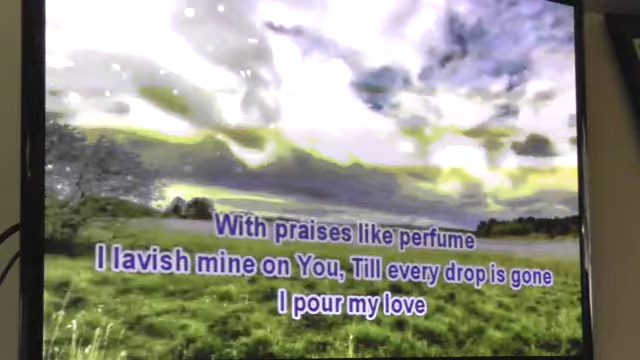 With praises like perfume
I lavish mine on You, Till every drop is gone
I pour my love